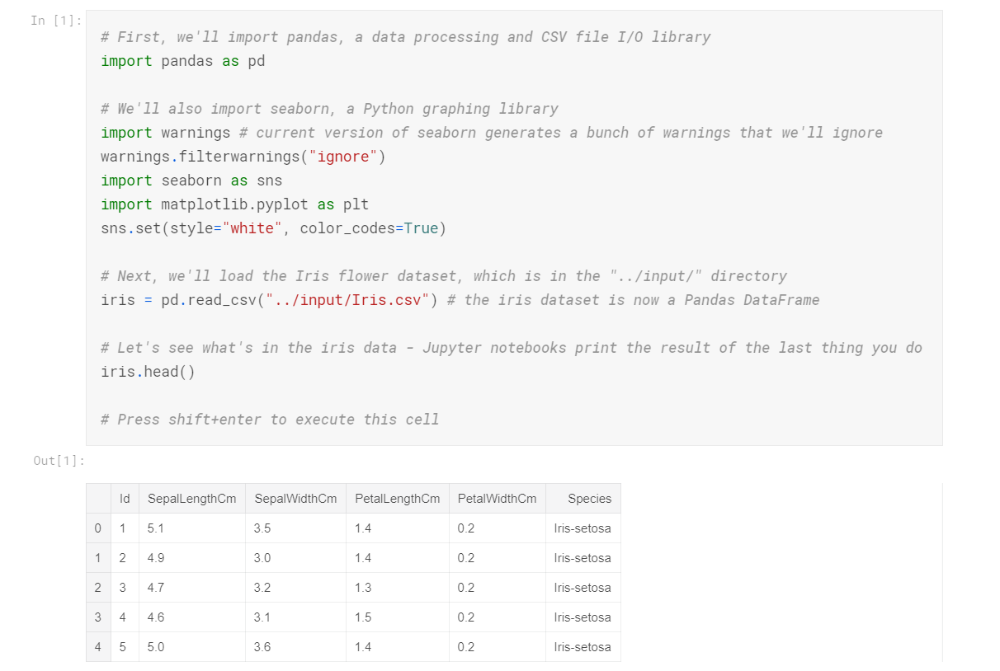 In [1]:
# First, we'll import pandas, a data processing and CSV file I/O library
import pandas as pd
# We'll also import seaborn, a Python graphing library
import warnings # current version of seaborn generates a bunch of warnings that we'll ignore
warnings.filterwarnings("ignore")
import seaborn as sns
import matplotlib.pyplot as plt
sns.set(style="white", color_codes=True)
# Next, we'll load the Iris flower dataset, which is in the "../input/" directory
iris = pd.read_csv("../input/Iris.csv") # the iris dataset is now a Pandas DataFrame
# Let's see what's in the iris data - Jupyter notebooks print the result of the last thing you do
iris.head()
# Press shift+enter to execute this cell
Out[1]:
Id SepalLengthCm SepalWidthCm PetalLengthCm PetalWidthCm Species
0 1 5.1 3.5 1.4 0.2 Iris-setosa
1 2 4.9 3.0 1.4 0.2 Iris-setosa
2 3 4.7 3.2 1.3 0.2 Iris-setosa
3 4 4.6 3.1 1.5 0.2 Iris-setosa
4 5 5.0 3.6 1.4 0.2 Iris-setosa